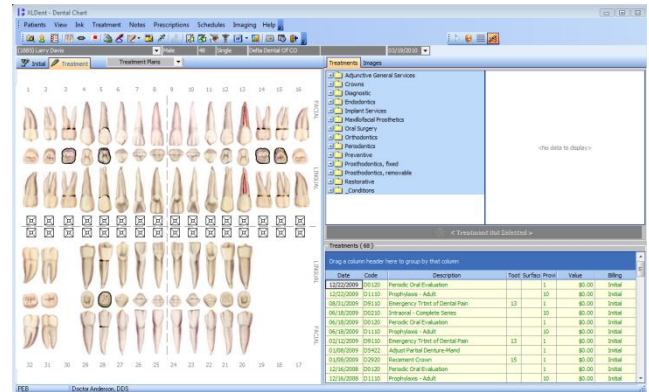 XLDent - Dental Chart
Patients View Ink Treatment Notes Prescriptions Schedules Imaging Help
[1885] Larry Davis Male 48 Single Delta Dental Of CO 03/19/2010
Initial Treatment Treatment Plans
1 2 3 4 5 6 7 8 9 10 11 12 13 14 15 16
FACIAL
LINGUAL
LINGUAL
FACIAL
32 31 30 29 28 27 26 25 24 23 22 21 20 19 18 17
Treatments Images
Adjunctive General Services
Crowns
Diagnostic
Endodontics
Implant Services
Maxillofacial Prosthetics
Oral Surgery
Orthodontics
Periodontics
Preventive
Prosthodontics, fixed
Prosthodontics, removable
Restorative
_Conditions
<No data to display>
< Treatment Not Selected >
Treatments ( 68 )
Drag a column header here to group by that column
Date Code Description Toot Surfac Provi Value Billing
12/22/2009 D0120 Periodic Oral Evaluation 1 $0.00 Initial
12/22/2009 D1110 Prophylaxis - Adult 10 $0.00 Initial
08/31/2009 D9110 Emergency Trtmt of Dental Pain 13 1 $0.00 Initial
06/18/2009 D0210 Intraoral - Complete Series 10 $0.00 Initial
06/18/2009 D0120 Periodic Oral Evaluation 1 $0.00 Initial
06/18/2009 D1110 Prophylaxis - Adult 10 $0.00 Initial
02/12/2009 D9110 Emergency Trtmt of Dental Pain 13 1 $0.00 Initial
01/08/2009 D5422 Adjust Partial Denture-Mand 1 $0.00 Initial
01/08/2009 D2920 Recement Crown 15 1 $0.00 Initial
12/16/2008 D0120 Periodic Oral Evaluation 1 $0.00 Initial
12/16/2008 D1110 Prophylaxis - Adult 10 $0.00 Initial
PEB Doctor Anderson, DDS